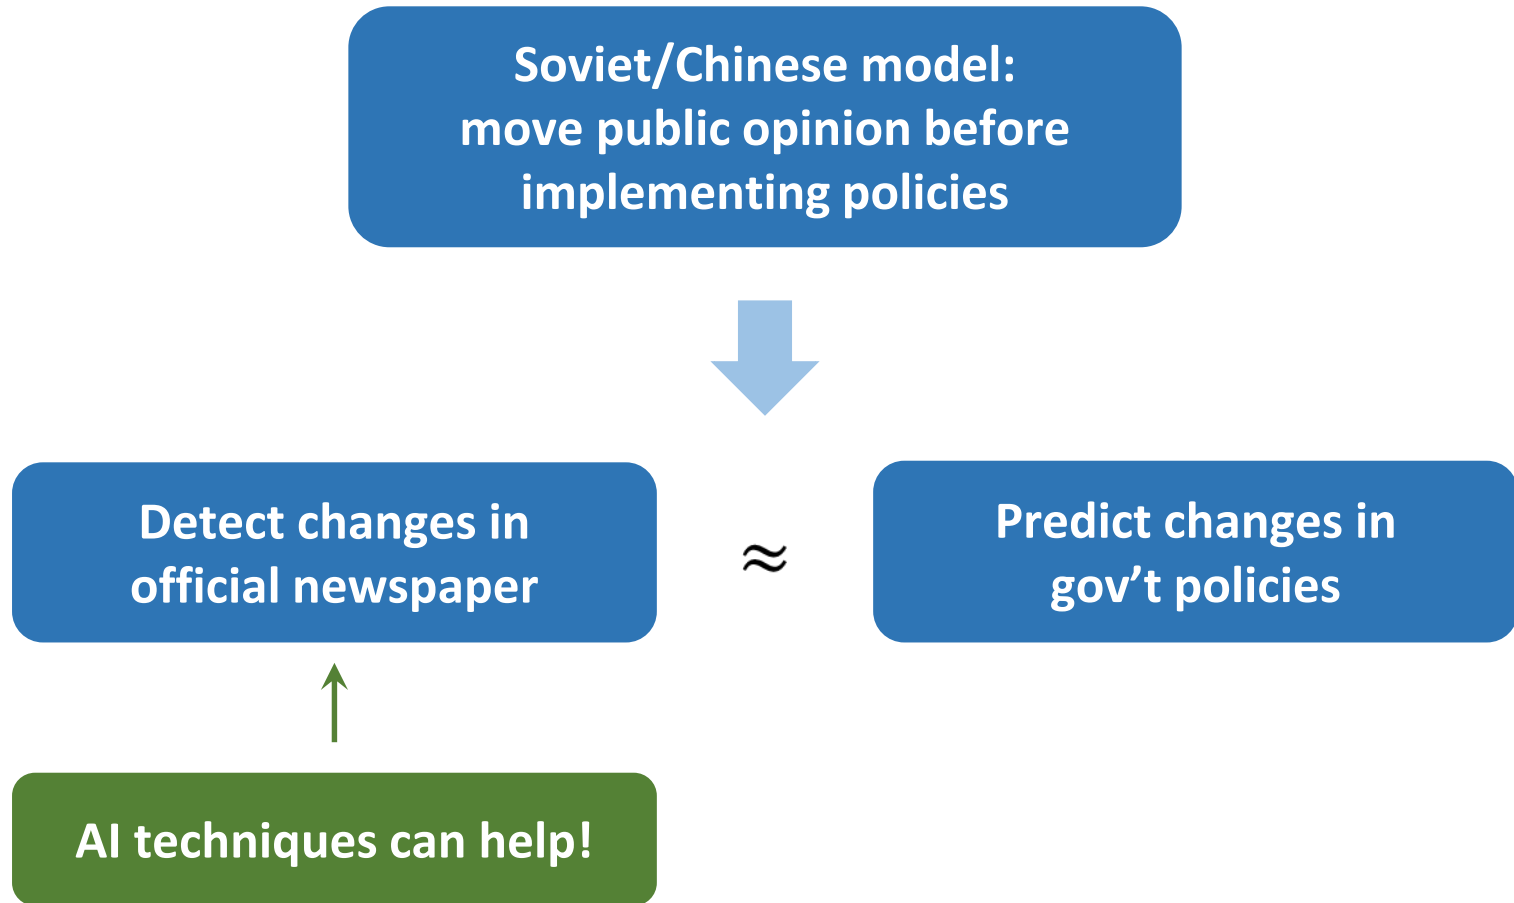 Soviet/Chinese model:
move public opinion before
implementing policies
Detect changes in
official newspaper
≈
Predict changes in
gov’t policies
AI techniques can help!